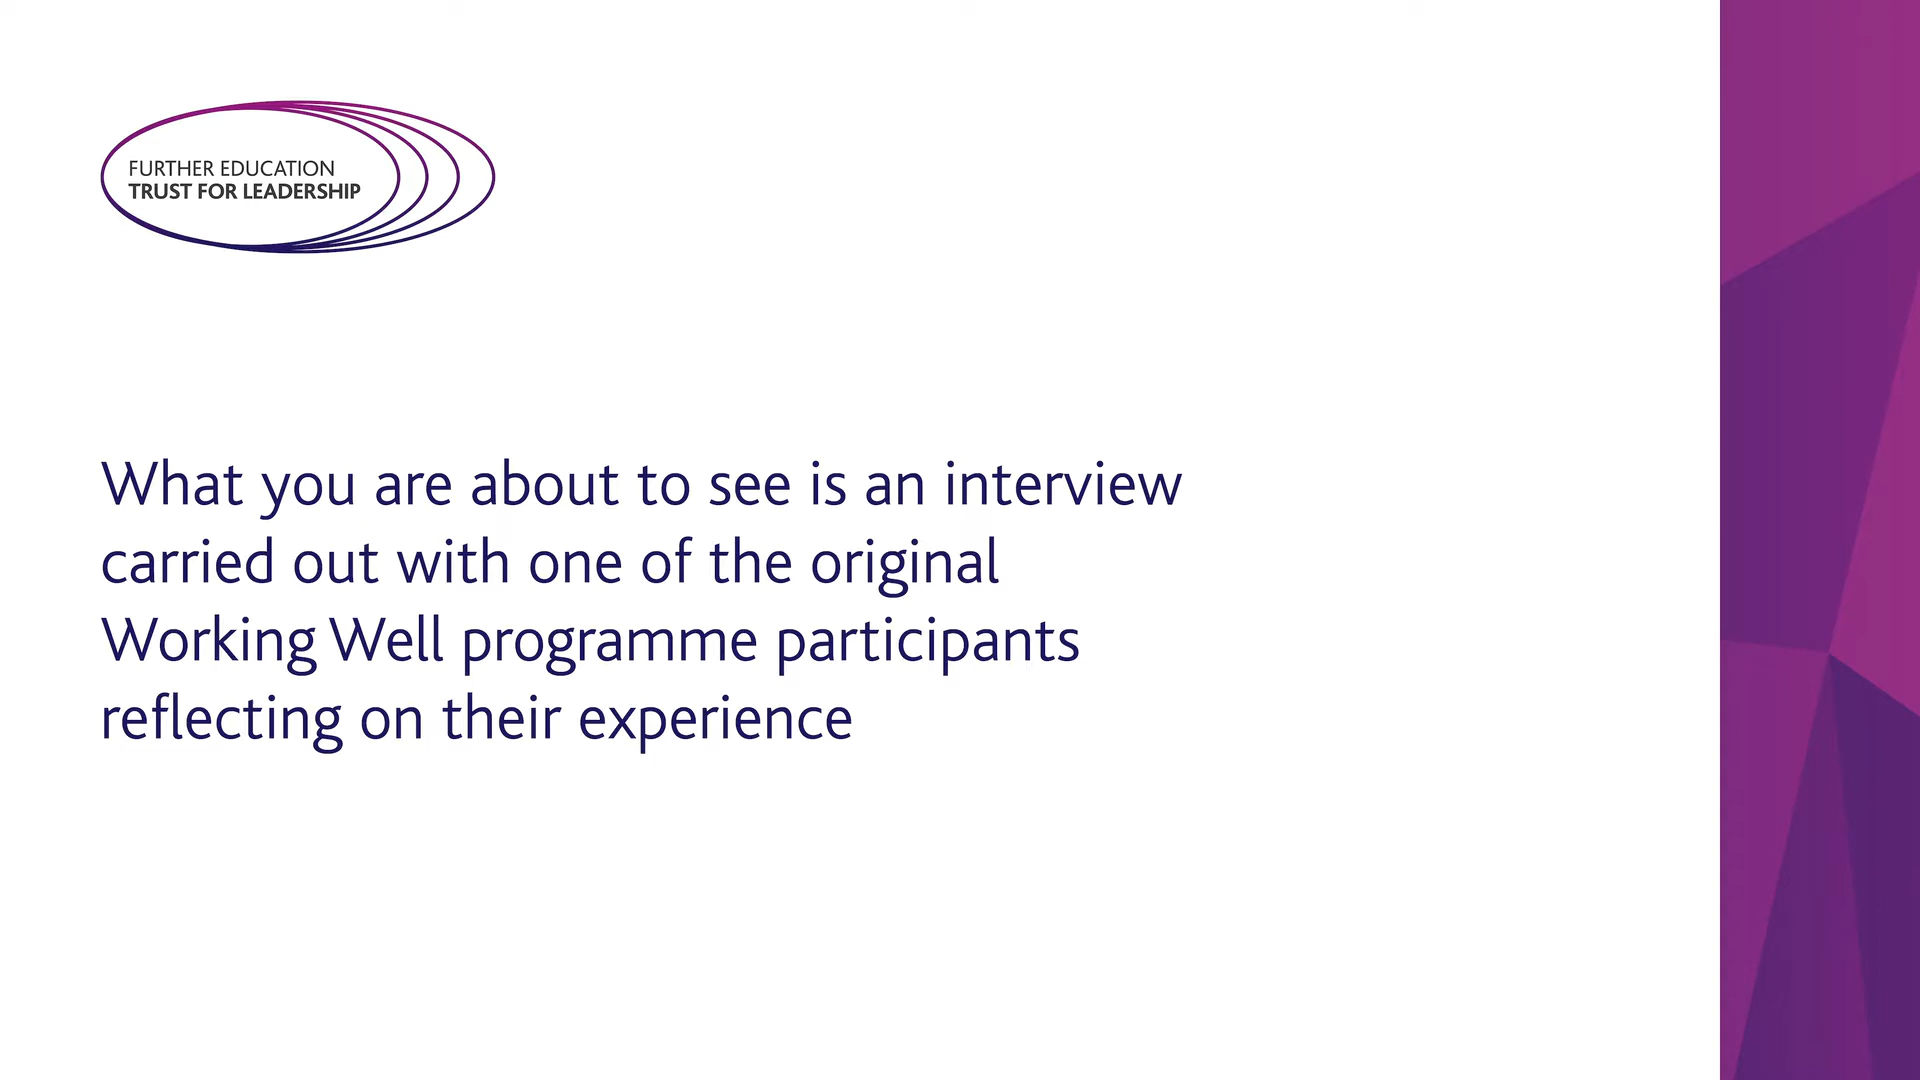 FURTHER EDUCATION
TRUST FOR LEADERSHIP
What you are about to see is an interview
carried out with one of the original
Working Well programme participants
reflecting on their experience